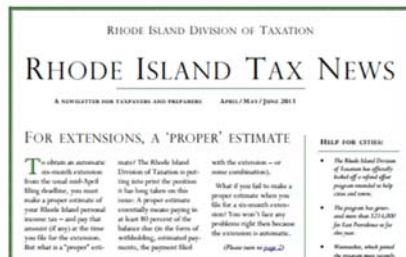 RHODE ISLAND DIVISION OF TAXATION
RHODE ISLAND TAX NEWS
A NEWSLETTER FOR TAXPAYERS AND PREPARERS APRIL/MAY/JUNE 2011
FOR EXTENSIONS, A ‘PROPER’ ESTIMATE
To obtain an automatic
six-month extension
from the usual mid-April
filing deadline, you must
make a proper estimate of
your Rhode Island personal
income tax – and pay that
amount (if any) at the time
you file for the extension.
But what is a “proper” esti-
mate? The Rhode Island
Division of Taxation is put-
ting into print the position
it has long taken on this
issue: A proper estimate
essentially means paying in
at least 80 percent of the
balance due (in the form of
withholding, estimated pay-
ments, the payment filed
with the extension – or
some combination).
What if you fail to make a
proper estimate when you
file for a six-month exten-
sion? You won’t face any
problems right then because
the extension is automatic.
(Please turn to page 2)
HELP FOR CITIES:
• The Rhode Island Division
of Taxation has officially
kicked off a refund offset
program intended to help
cities and towns.
• The program has gener-
ated more than $214,000
for East Providence so far
this year.
• Woonsocket, which joined
the program more recently